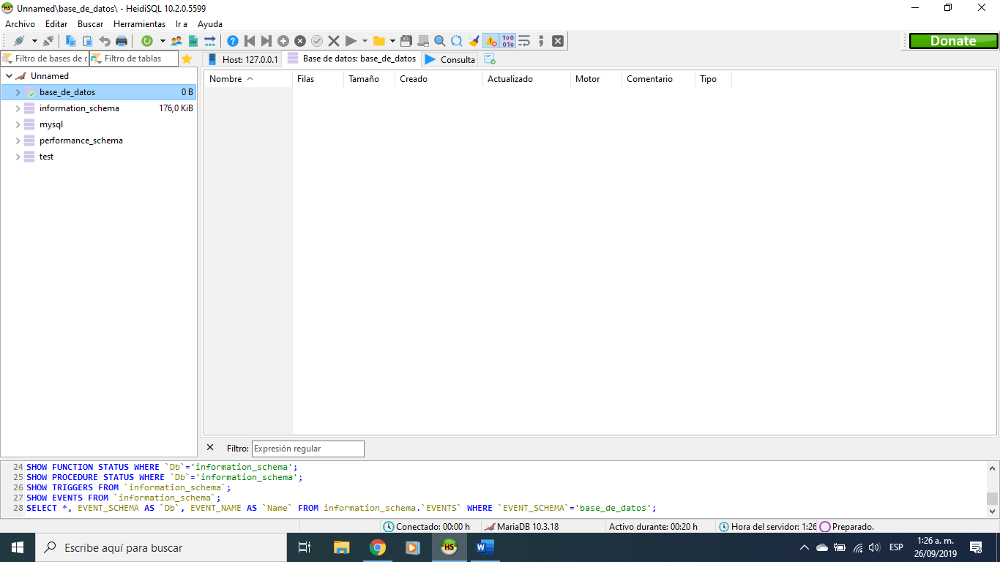 Unnamed\base_de_datos\ - HeidiSQL 10.2.0.5599
Archivo Editar Buscar Herramientas Ir a Ayuda
Donate
Filtro de bases de d Filtro de tablas
Host: 127.0.0.1 Base de datos: base_de_datos Consulta
Unnamed
base_de_datos 0 B
information_schema 176,0 KiB
mysql
performance_schema
test
Nombre Filas Tamaño Creado Actualizado Motor Comentario Tipo
Filtro: Expresión regular
24 SHOW FUNCTION STATUS WHERE `Db`='information_schema';
25 SHOW PROCEDURE STATUS WHERE `Db`='information_schema';
26 SHOW TRIGGERS FROM `information_schema`;
27 SHOW EVENTS FROM `information_schema`;
28 SELECT *, EVENT_SCHEMA AS `Db`, EVENT_NAME AS `Name` FROM information_schema.`EVENTS` WHERE `EVENT_SCHEMA`='base_de_datos';
Conectado: 00:00 h MariaDB 10.3.18 Activo durante: 00:20 h Hora del servidor: 1:26 Preparado.
Escribe aquí para buscar
ESP
1:26 a. m.
26/09/2019